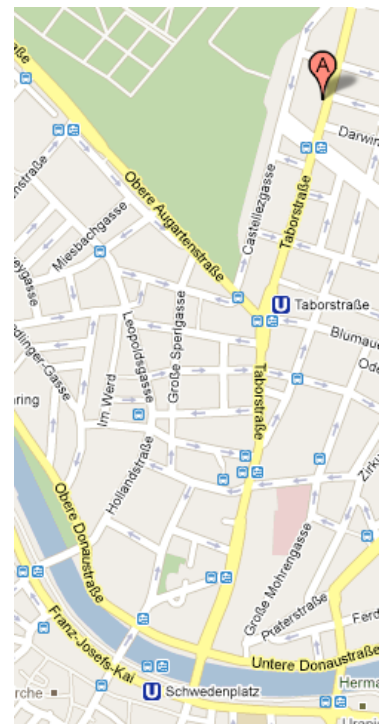 A
Darwin
Castellezgasse
Obere Augartenstraße
Taborstraße
Miesbachgasse
Taborstraße
Große Sperlgasse
Leopoldsgasse
Im Werd
Taborstraße
Hollandstraße
Obere Donaustraße
Große Mohrengasse
Praterstraße
Franz-Josefs-Kai
Untere Donaustraße
Schwedenplatz
U
U